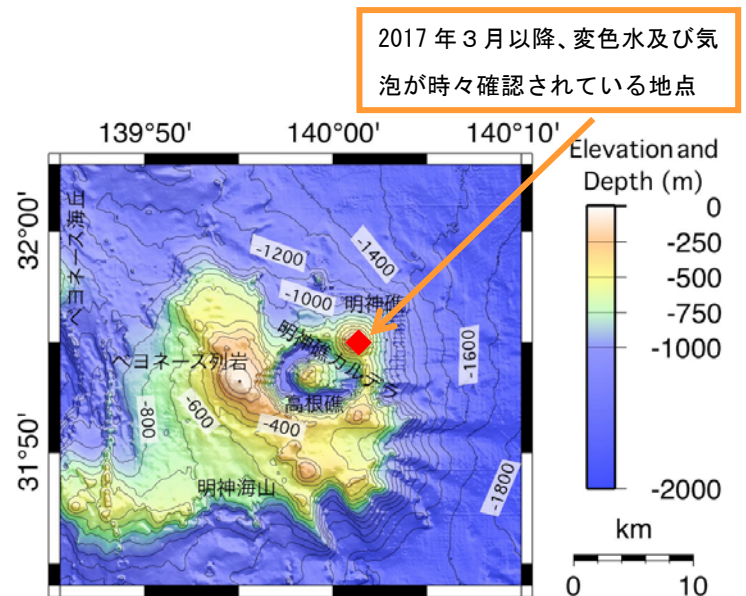 2017 年３月以降、変色水及び気
泡が時々確認されている地点
139°50' 140°00' 140°10'
Elevation and
Depth (m)
0
-250
-500
-750
-1000
-2000
km
0 10
32°00'
31°50'
ベヨネース海丘
-1200
-1400
-1000
明神礁
明神礁カルデラ
-1600
ベヨネース列岩
高根礁
-800
-600
-400
明神海山
-1800